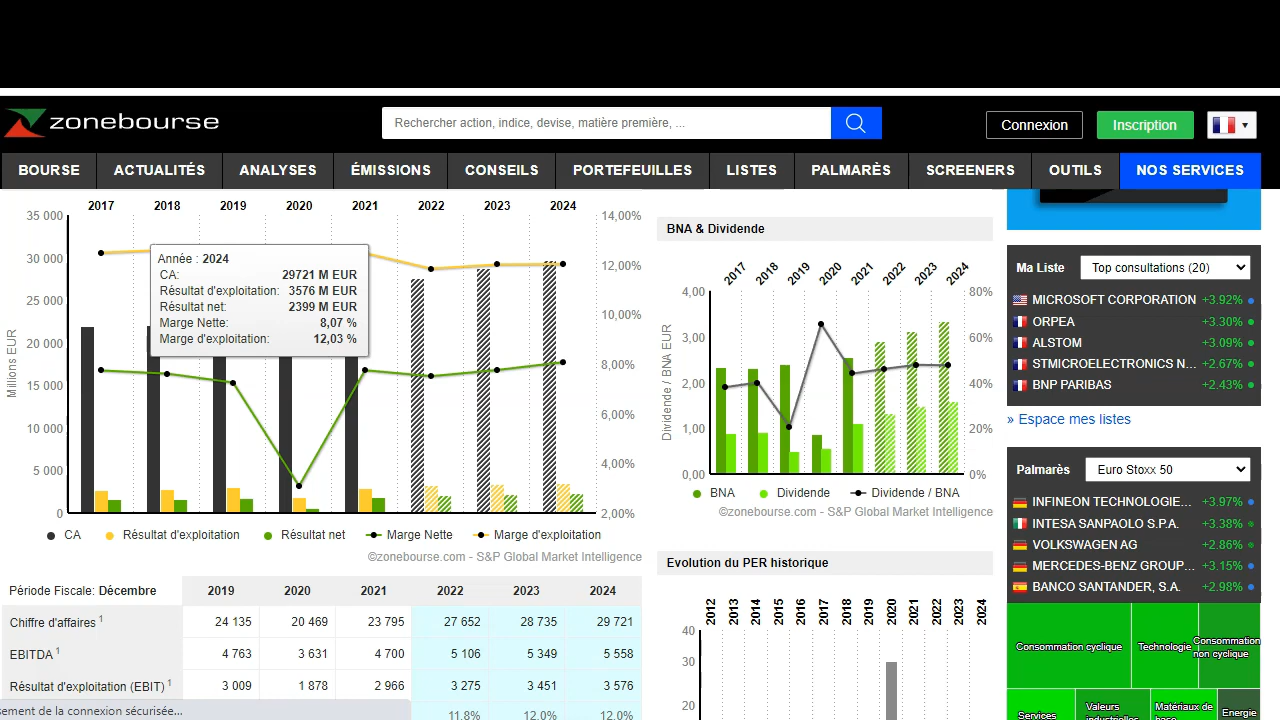 zonebourse
Rechercher action, indice, devise, matière première, ...
Connexion
Inscription
BOURSE ACTUALITÉS ANALYSES ÉMISSIONS CONSEILS PORTEFEUILLES LISTES PALMARÈS SCREENERS OUTILS NOS SERVICES
2017 2018 2019 2020 2021 2022 2023 2024
35 000 14,00%
30 000 12,00%
25 000 10,00%
20 000 8,00%
15 000 6,00%
10 000 4,00%
5 000
0 2,00%
Millions EUR
Année : 2024
CA: 29721 M EUR
Résultat d'exploitation: 3576 M EUR
Résultat net: 2399 M EUR
Marge Nette: 8,07 %
Marge d'exploitation: 12,03 %
CA Résultat d'exploitation Résultat net Marge Nette Marge d'exploitation
©zonebourse.com - S&P Global Market Intelligence
Période Fiscale: Décembre 2019 2020 2021 2022 2023 2024
Chiffre d'affaires 1 24 135 20 469 23 795 27 652 28 735 29 721
EBITDA 1 4 763 3 631 4 700 5 106 5 349 5 558
Résultat d'exploitation (EBIT) 1 3 009 1 878 2 966 3 275 3 451 3 576
11.8% 12.0% 12.0%
sement de la connexion sécurisée...
BNA & Dividende
2017 2018 2019 2020 2021 2022 2023 2024
4,00 80%
3,00 60%
2,00 40%
1,00 20%
0,00 0%
Dividende / BNA EUR
BNA Dividende Dividende / BNA
©zonebourse.com - S&P Global Market Intelligence
Evolution du PER historique
2012 2013 2014 2015 2016 2017 2018 2019 2020 2021 2022 2023 2024
40
30
20
Ma Liste Top consultations (20)
MICROSOFT CORPORATION +3.92%
ORPEA +3.30%
ALSTOM +3.09%
STMICROELECTRONICS N... +2.67%
BNP PARIBAS +2.43%
» Espace mes listes
Palmarès Euro Stoxx 50
INFINEON TECHNOLOGIE... +3.97%
INTESA SANPAOLO S.P.A. +3.38%
VOLKSWAGEN AG +2.86%
MERCEDES-BENZ GROUP... +3.15%
BANCO SANTANDER, S.A. +2.98%
Consommation cyclique
Technologie
Consommation
non cyclique
Services
Valeurs
industrielles
Matériaux de
base
Energie